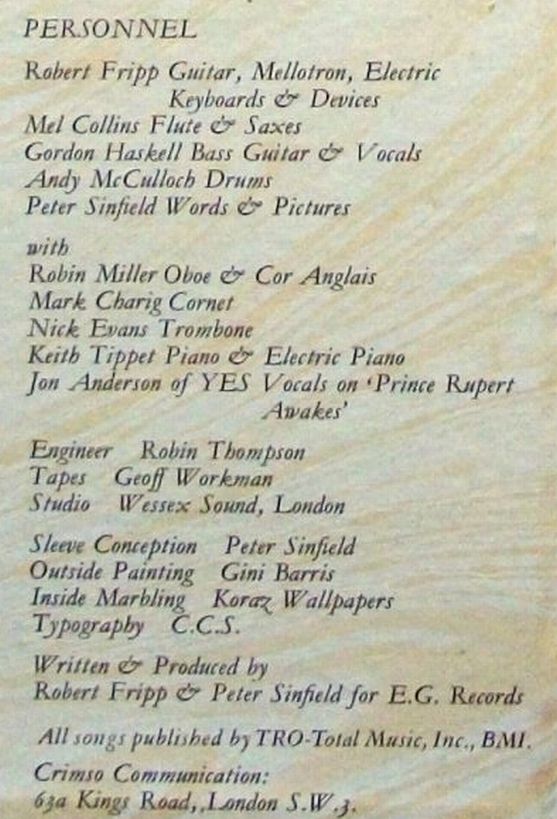 PERSONNEL
Robert Fripp Guitar, Mellotron, Electric
Keyboards & Devices
Mel Collins Flute & Saxes
Gordon Haskell Bass Guitar & Vocals
Andy McCulloch Drums
Peter Sinfield Words & Pictures
with
Robin Miller Oboe & Cor Anglais
Mark Charig Cornet
Nick Evans Trombone
Keith Tippet Piano & Electric Piano
Jon Anderson of YES Vocals on ‘Prince Rupert
Awakes’
Engineer Robin Thompson
Tapes Geoff Workman
Studio Wessex Sound, London
Sleeve Conception Peter Sinfield
Outside Painting Gini Barris
Inside Marbling Koraz Wallpapers
Typography C.C.S.
Written & Produced by
Robert Fripp & Peter Sinfield for E.G. Records
All songs published by TRO-Total Music, Inc., BMI.
Crimso Communication:
63a Kings Road, London S.W.3.